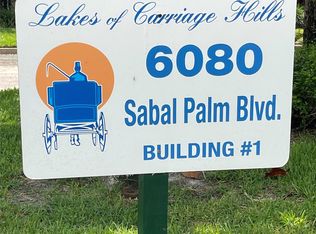 Lakes of Carriage Hills
6080
Sabal Palm Blvd.
BUILDING #1